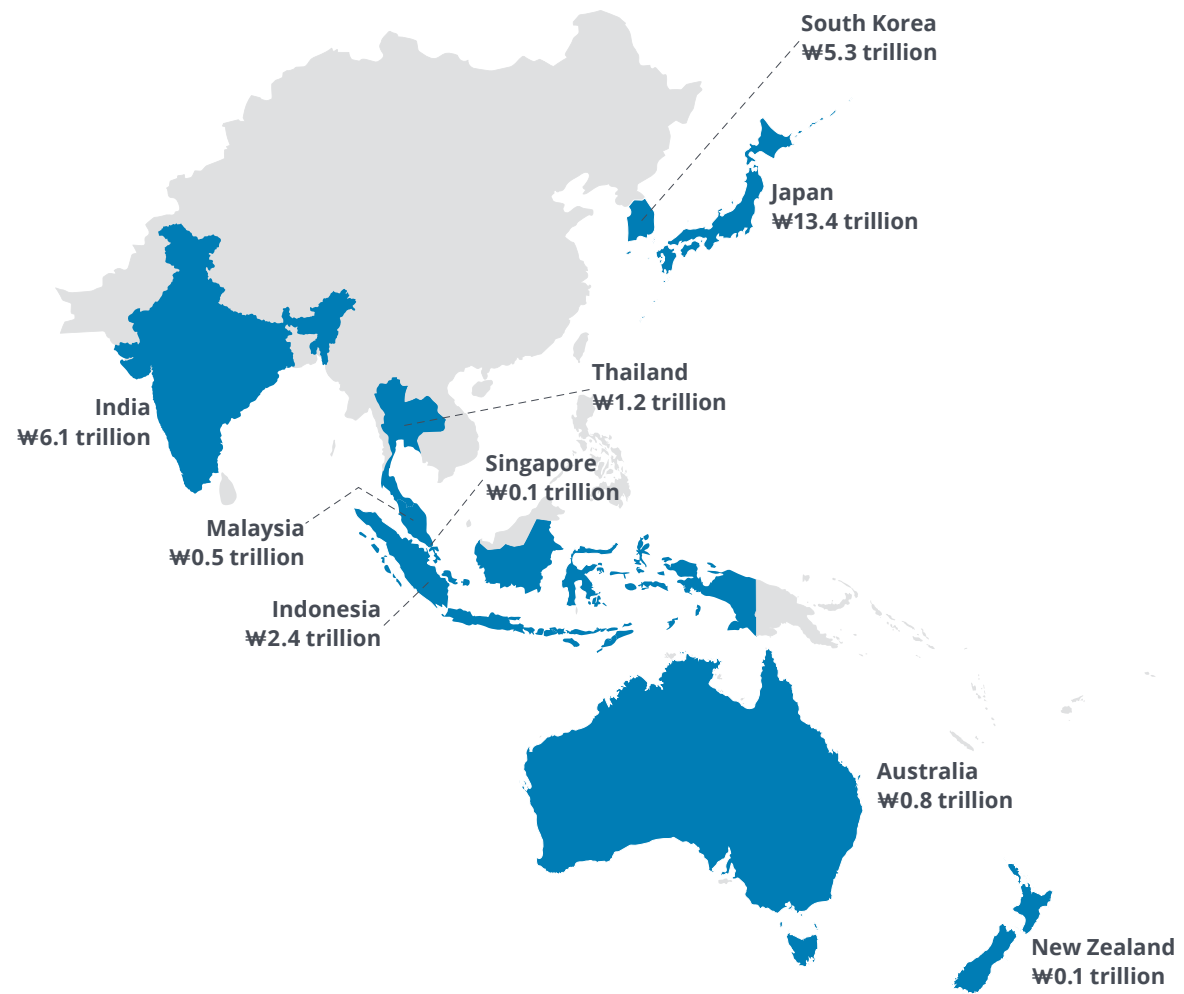 South Korea
₩5.3 trillion
Japan
₩13.4 trillion
Thailand
₩1.2 trillion
India
₩6.1 trillion
Singapore
₩0.1 trillion
Malaysia
₩0.5 trillion
Indonesia
₩2.4 trillion
Australia
₩0.8 trillion
New Zealand
₩0.1 trillion